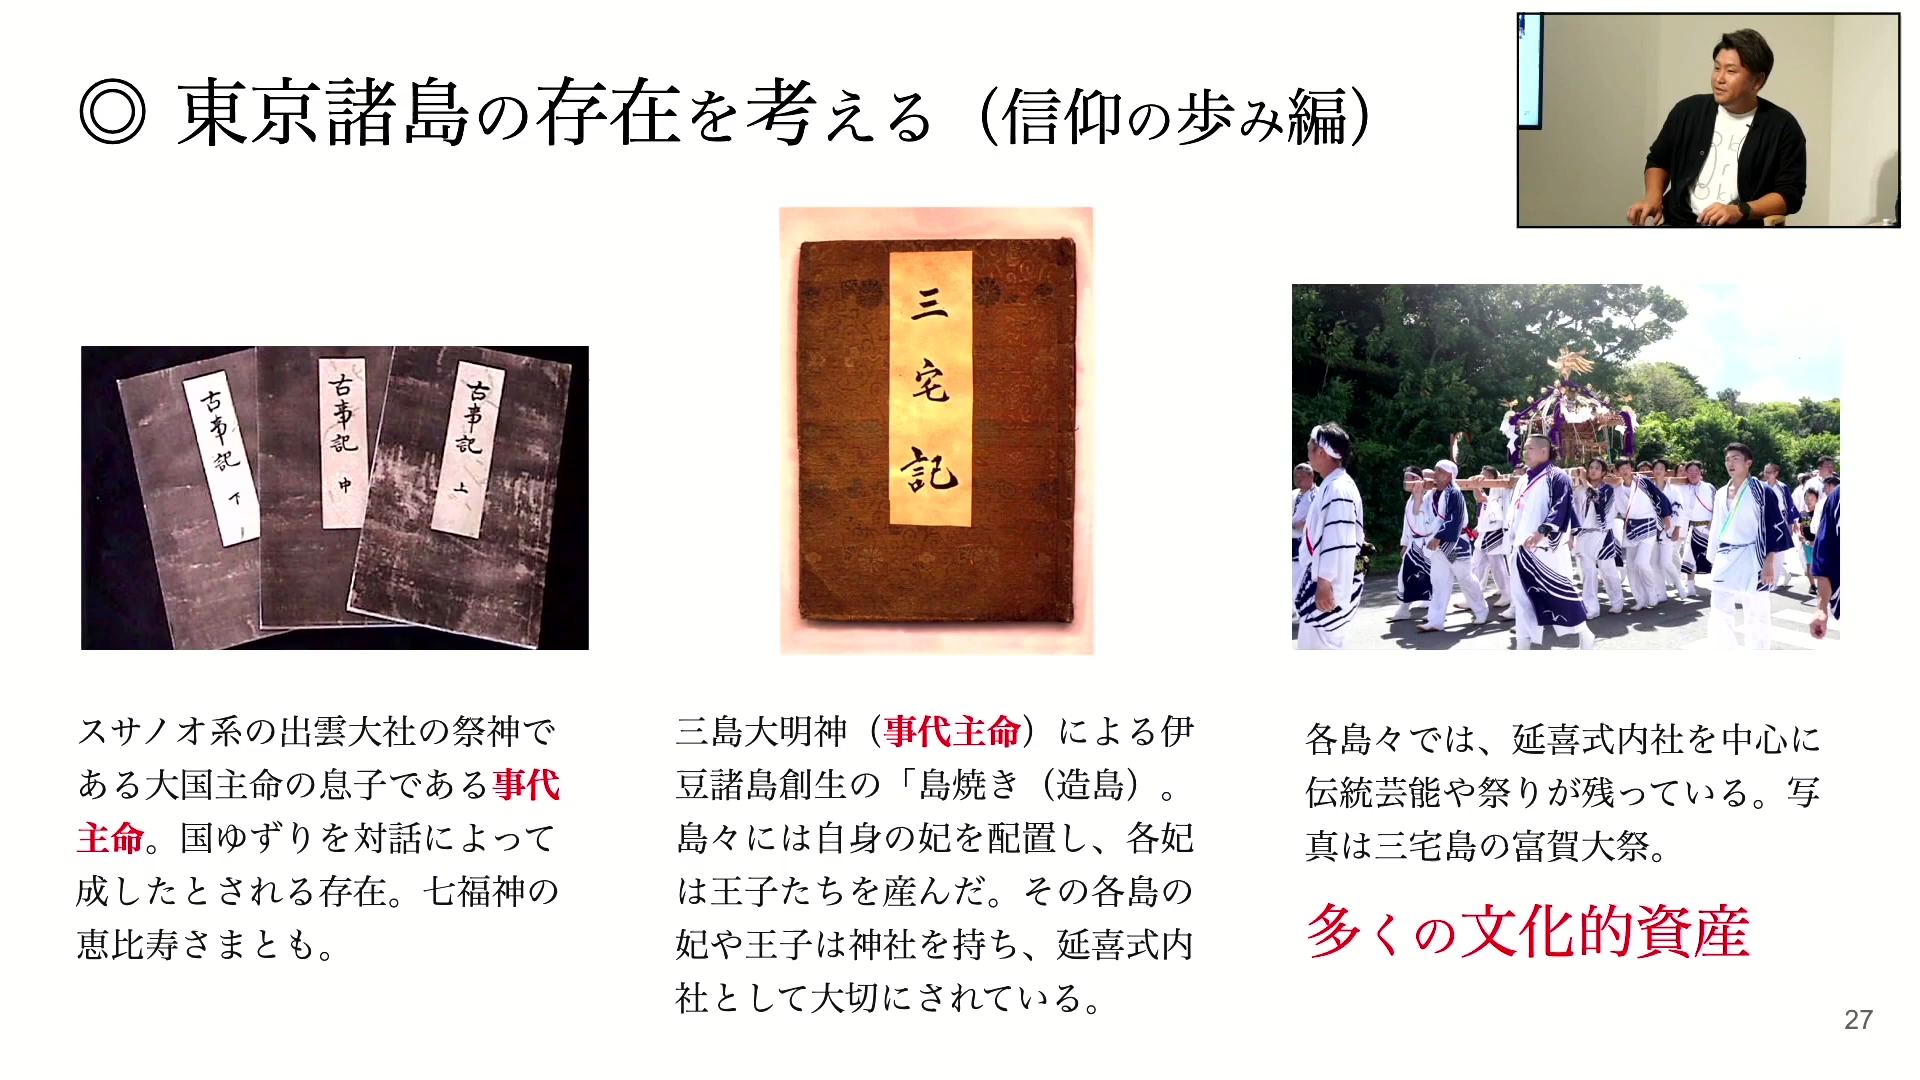 ◎ 東京諸島の存在を考える（信仰の歩み編）
古事記 下
古事記 中
古事記 上
三宅記
スサノオ系の出雲大社の祭神で
ある大国主命の息子である事代
主命。国ゆずりを対話によって
成したとされる存在。七福神の
恵比寿さまとも。
三島大明神（事代主命）による伊
豆諸島創生の「島焼き（造島）。
島々には自身の妃を配置し、各妃
は王子たちを産んだ。その各島の
妃や王子は神社を持ち、延喜式内
社として大切にされている。
各島々では、延喜式内社を中心に
伝統芸能や祭りが残っている。写
真は三宅島の富賀大祭。
多くの文化的資産
27